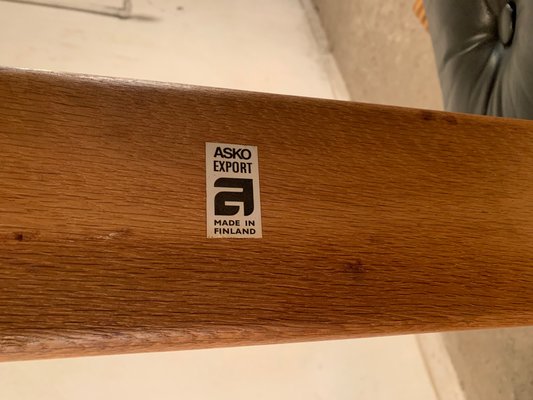 ASKO
EXPORT
a
MADE IN
FINLAND